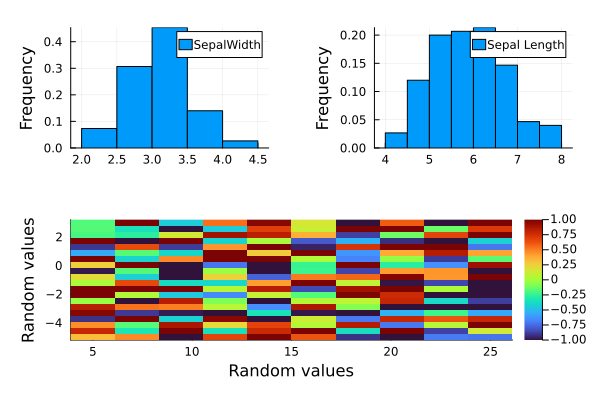 Frequency
0.4
0.3
0.2
0.1
0.0
SepalWidth
2.0 2.5 3.0 3.5 4.0 4.5
Frequency
0.20
0.15
0.10
0.05
0.00
Sepal Length
4 5 6 7 8
Random values
2
0
−2
−4
5 10 15 20 25
Random values
1.00
0.75
0.50
0.25
0
−0.25
−0.50
−0.75
−1.00